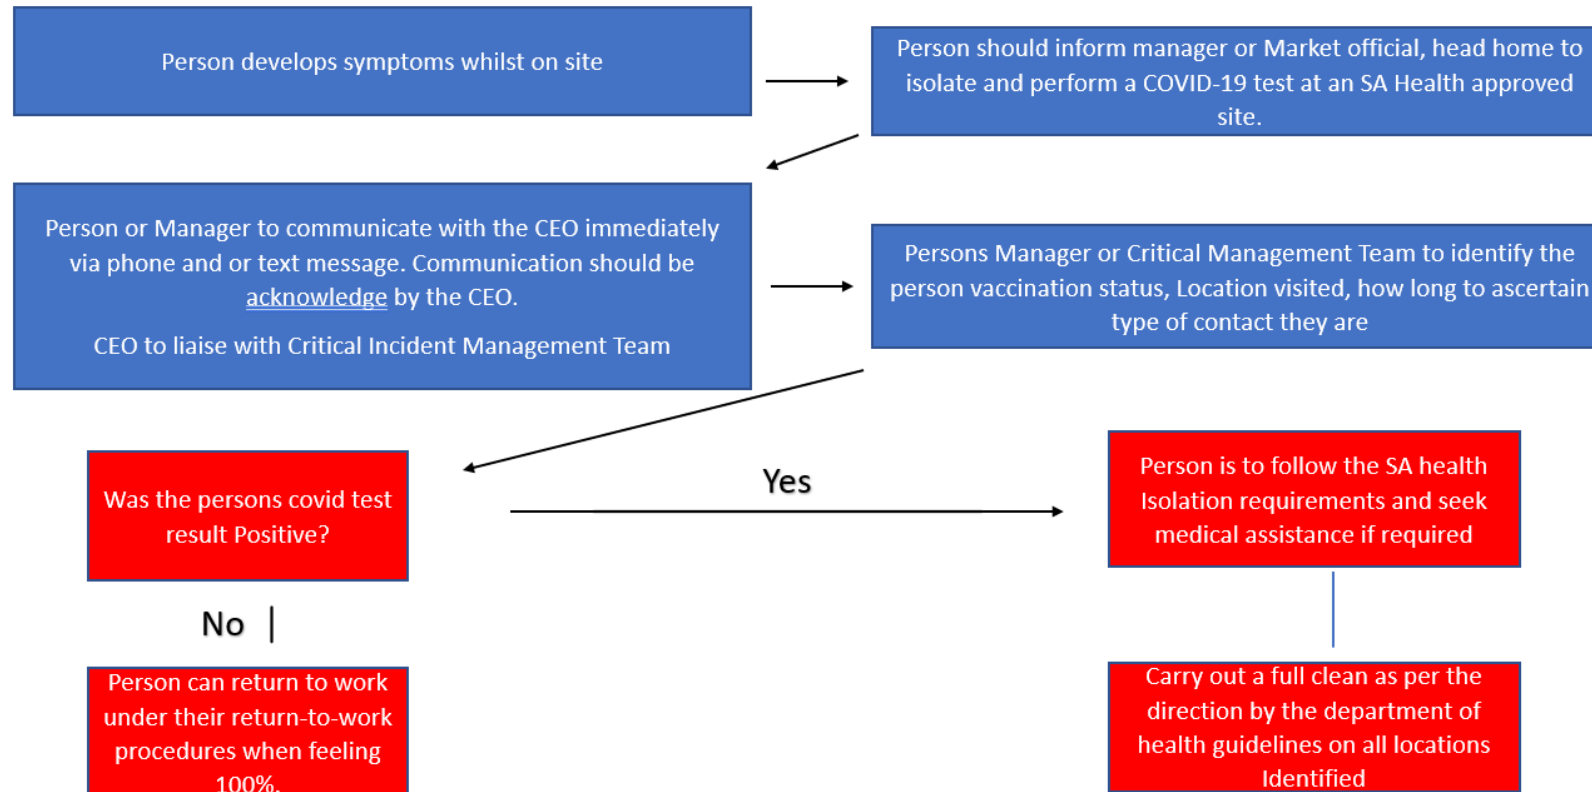 Person develops symptoms whilst on site
Person should inform manager or Market official, head home to
isolate and perform a COVID-19 test at an SA Health approved
site.
Person or Manager to communicate with the CEO immediately
via phone and or text message. Communication should be
acknowledge by the CEO.
CEO to liaise with Critical Incident Management Team
Persons Manager or Critical Management Team to identify the
person vaccination status, Location visited, how long to ascertain
type of contact they are
Was the persons covid test
result Positive?
Yes
Person is to follow the SA health
Isolation requirements and seek
medical assistance if required
No
Person can return to work
under their return-to-work
procedures when feeling
100%.
Carry out a full clean as per the
direction by the department of
health guidelines on all locations
Identified